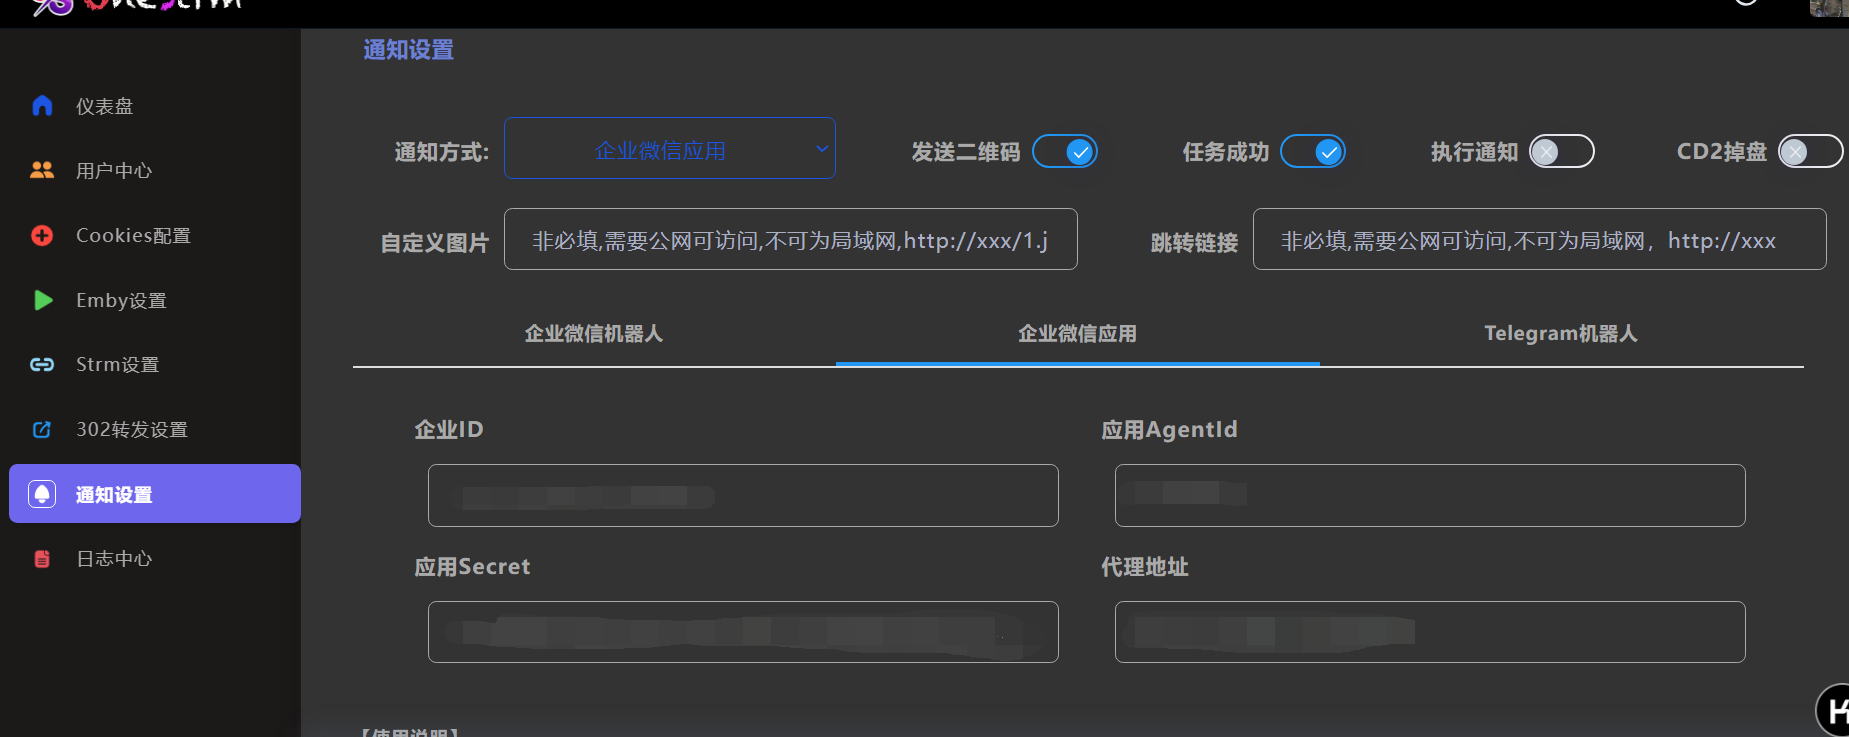 OneStrm
通知设置
仪表盘
用户中心
Cookies配置
Emby设置
Strm设置
302转发设置
通知设置
日志中心
通知方式: 企业微信应用 发送二维码 任务成功 执行通知 CD2掉盘
自定义图片 非必填,需要公网可访问,不可为局域网,http://xxx/1.j 跳转链接 非必填,需要公网可访问,不可为局域网，http://xxx
企业微信机器人 企业微信应用 Telegram机器人
企业ID 应用AgentId
应用Secret 代理地址
【使用说明】